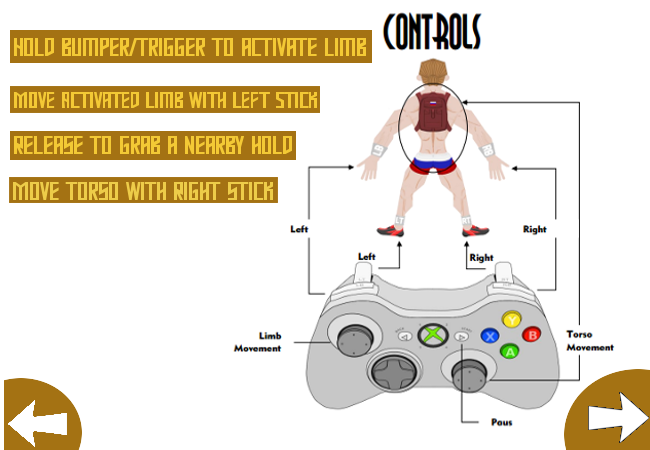 CONTROLS
HOLD BUMPER/TRIGGER TO ACTIVATE LIMB
MOVE ACTIVATED LIMB WITH LEFT STICK
RELEASE TO GRAB A NEARBY HOLD
MOVE TORSO WITH RIGHT STICK
Left
Right
Left
Right
Limb
Movement
Y
X
B
A
Torso
Movement
Pous